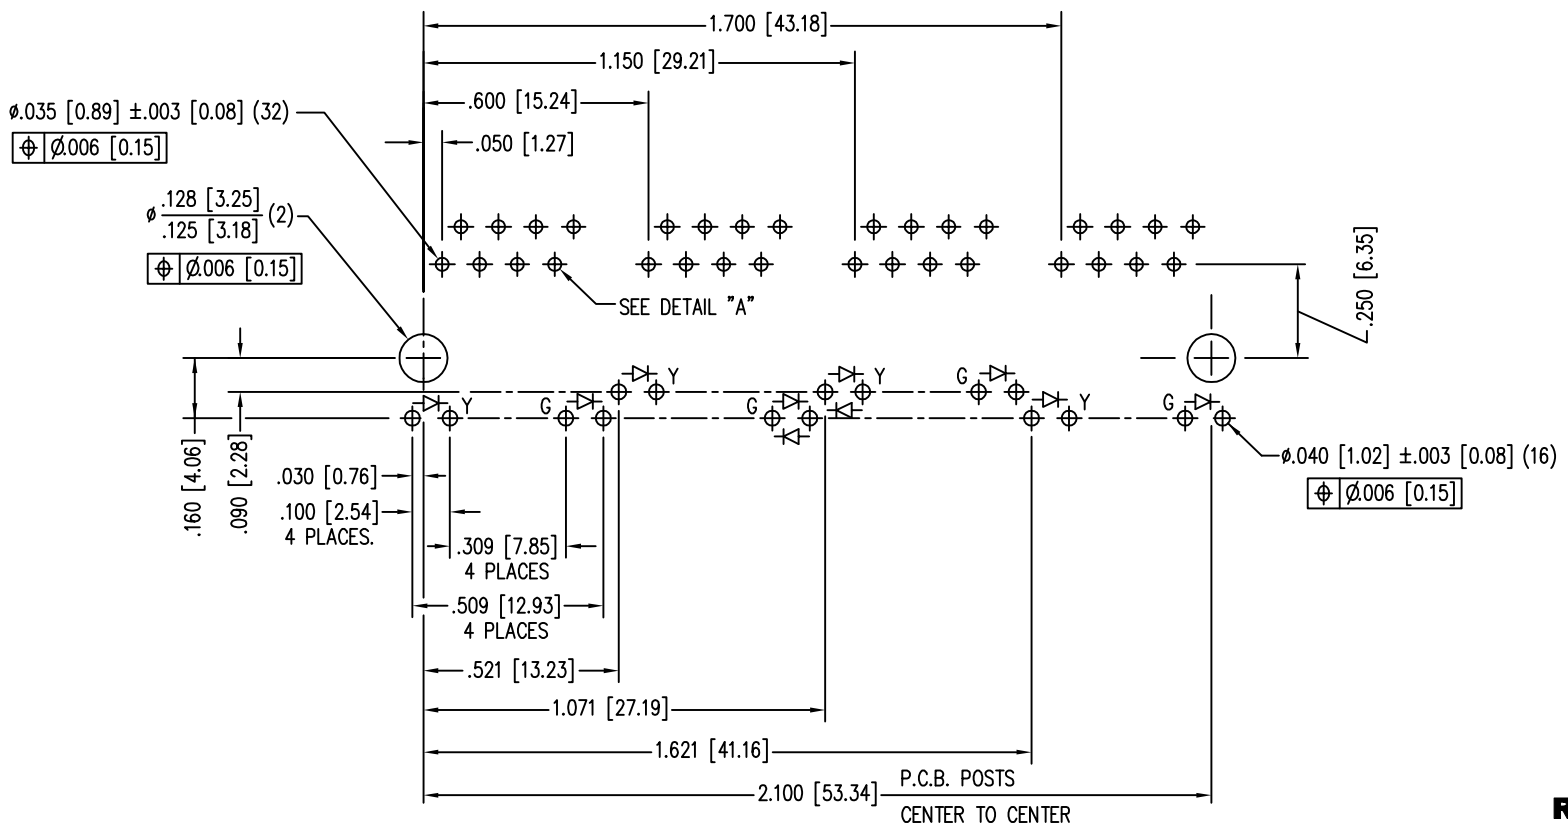 1.700 [43.18]
1.150 [29.21]
.600 [15.24]
ø.035 [0.89] ±.003 [0.08] (32)
⌖ Ø.006 [0.15]
.050 [1.27]
ø .128 [3.25] (2)
.125 [3.18]
⌖ Ø.006 [0.15]
SEE DETAIL "A"
.250 [6.35]
Y
Y
G
Y
G
G
Y
G
.160 [4.06]
.090 [2.28]
ø.040 [1.02] ±.003 [0.08] (16)
⌖ Ø.006 [0.15]
.030 [0.76]
.100 [2.54]
4 PLACES.
.309 [7.85]
4 PLACES
.509 [12.93]
4 PLACES
.521 [13.23]
1.071 [27.19]
1.621 [41.16]
2.100 [53.34]
P.C.B. POSTS
CENTER TO CENTER